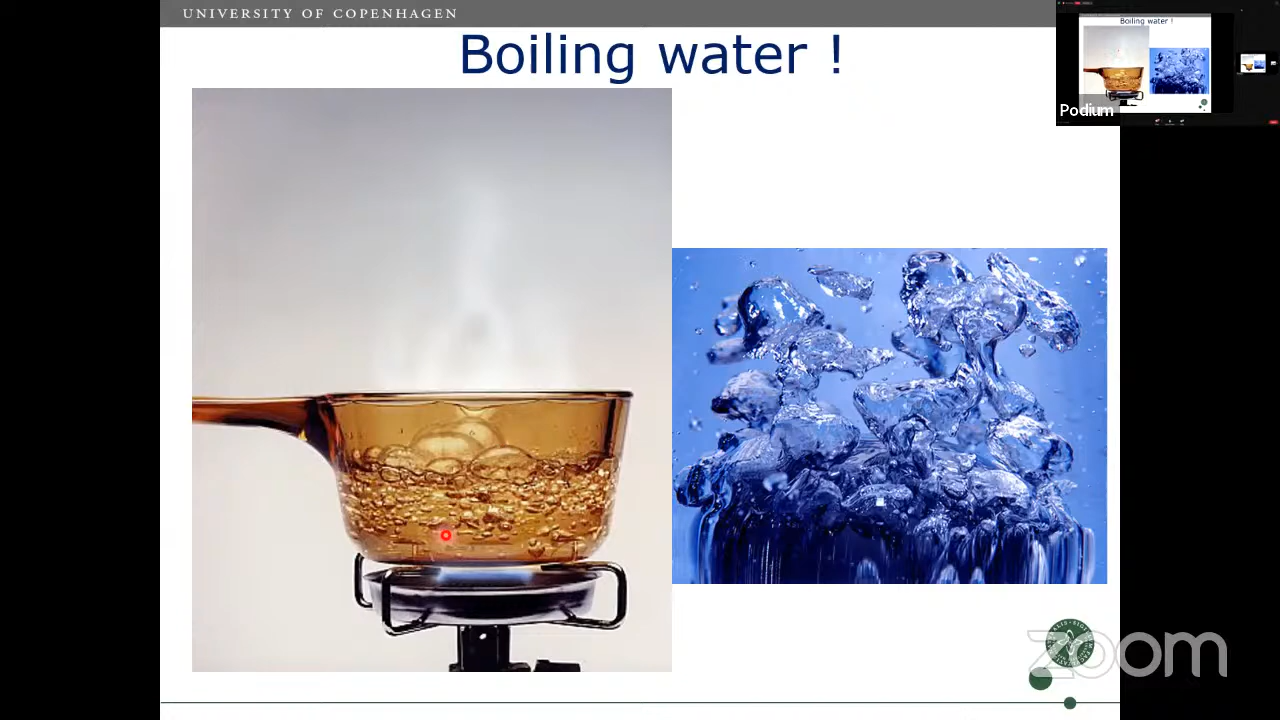 UNIVERSITY OF COPENHAGEN
Boiling water !
Boiling water !
Podium
zoom